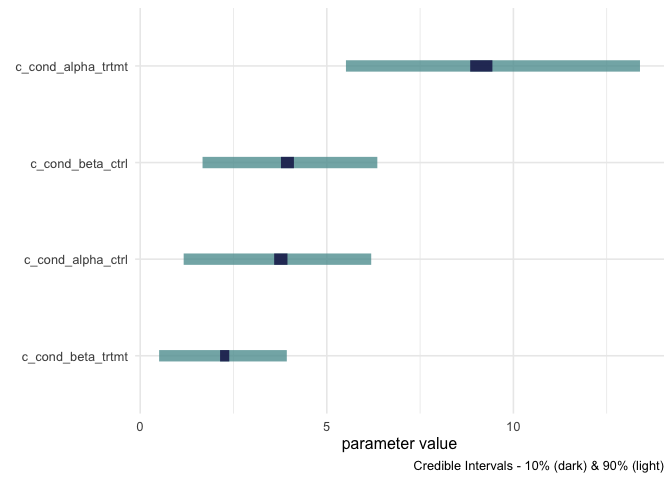 c_cond_alpha_trtmt
c_cond_beta_ctrl
c_cond_alpha_ctrl
c_cond_beta_trtmt
0 5 10
parameter value
Credible Intervals - 10% (dark) & 90% (light)